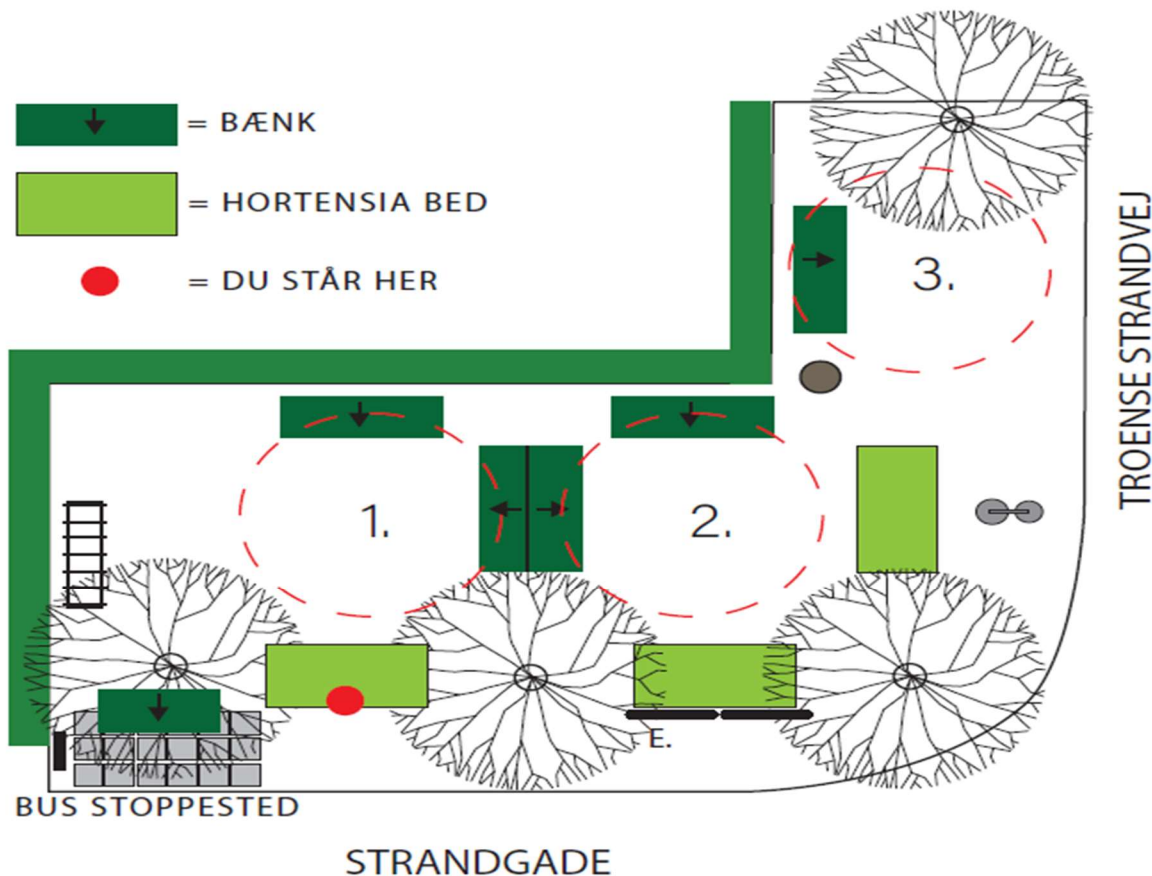 = BÆNK
= HORTENSIA BED
= DU STÅR HER
3.
TROENSE STRANDVEJ
1.
2.
E.
BUS STOPPESTED
STRANDGADE